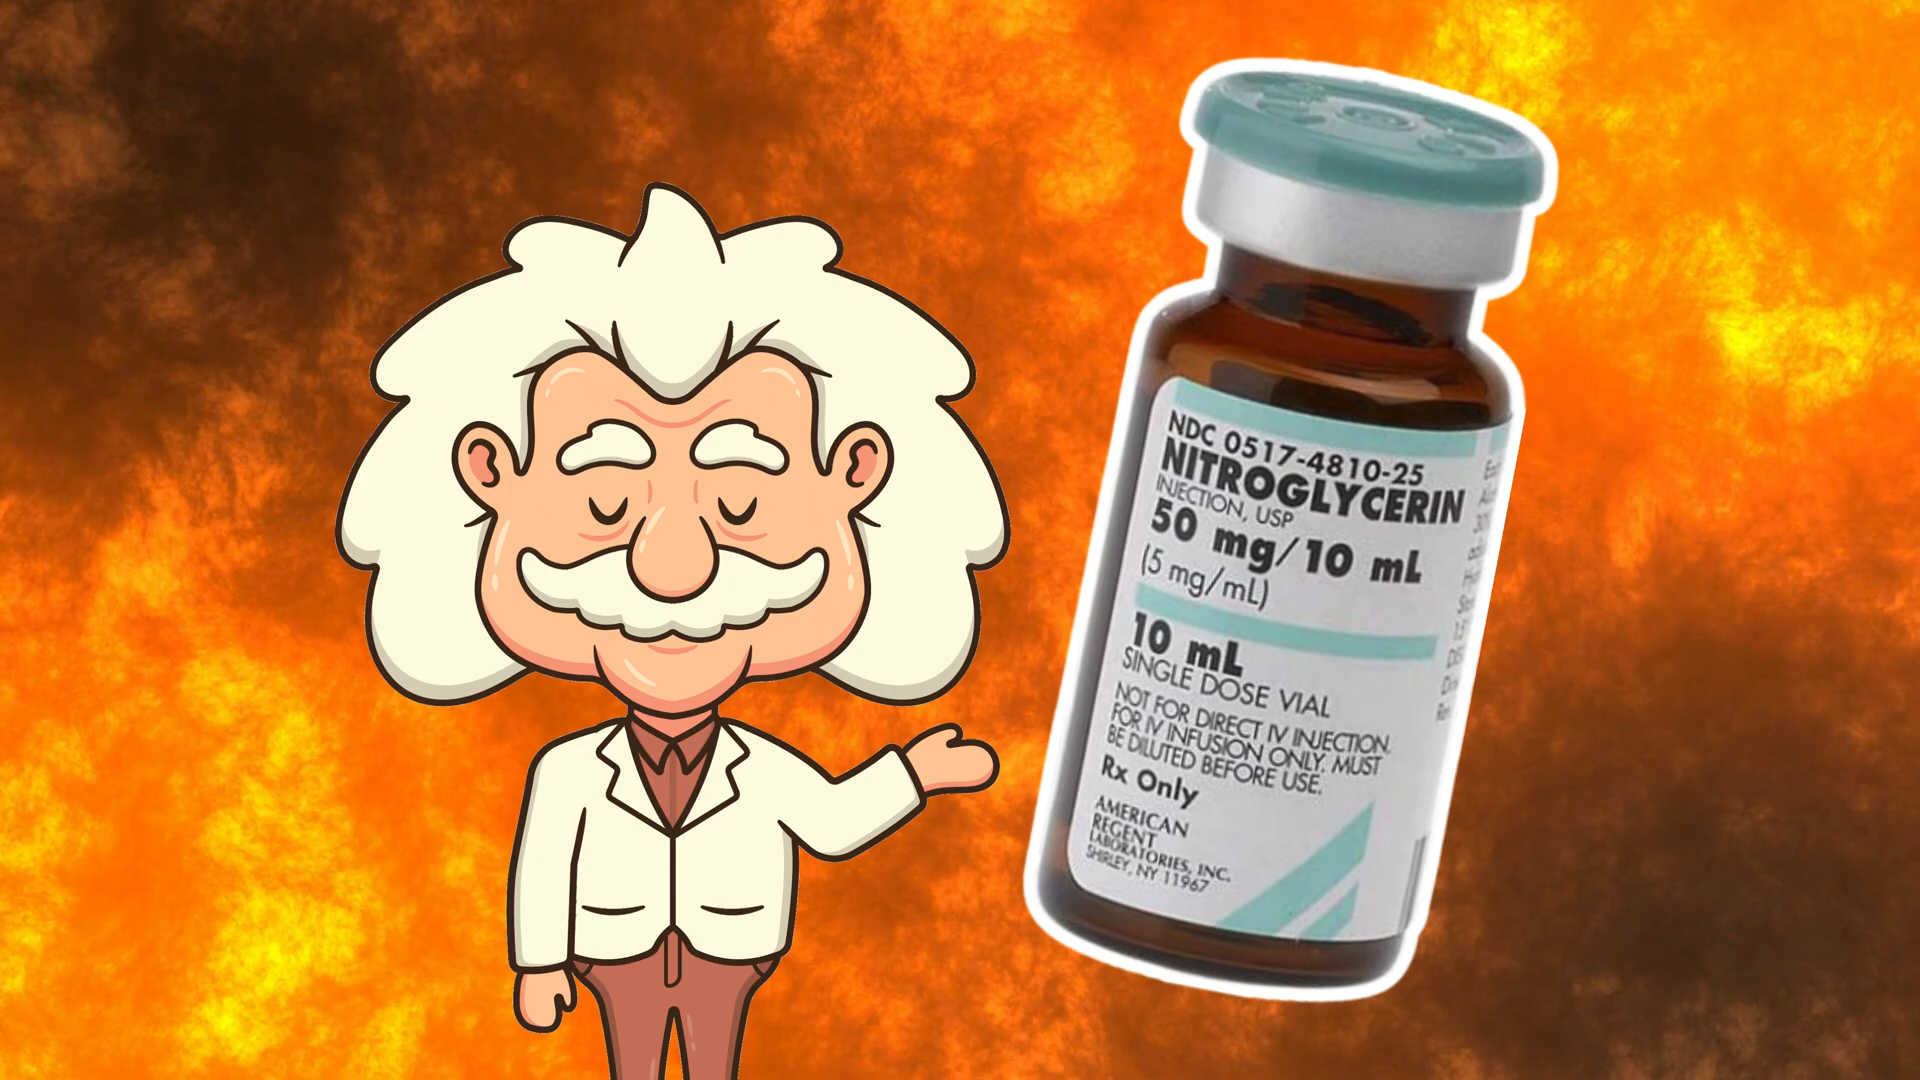 NDC 0517-4810-25
NITROGLYCERIN
INJECTION, USP
50 mg/10 mL
(5 mg/mL)
10 mL
SINGLE DOSE VIAL
NOT FOR DIRECT IV INJECTION.
FOR IV INFUSION ONLY. MUST
BE DILUTED BEFORE USE.
Rx Only
AMERICAN
REGENT
LABORATORIES, INC.
SHIRLEY, NY 11967